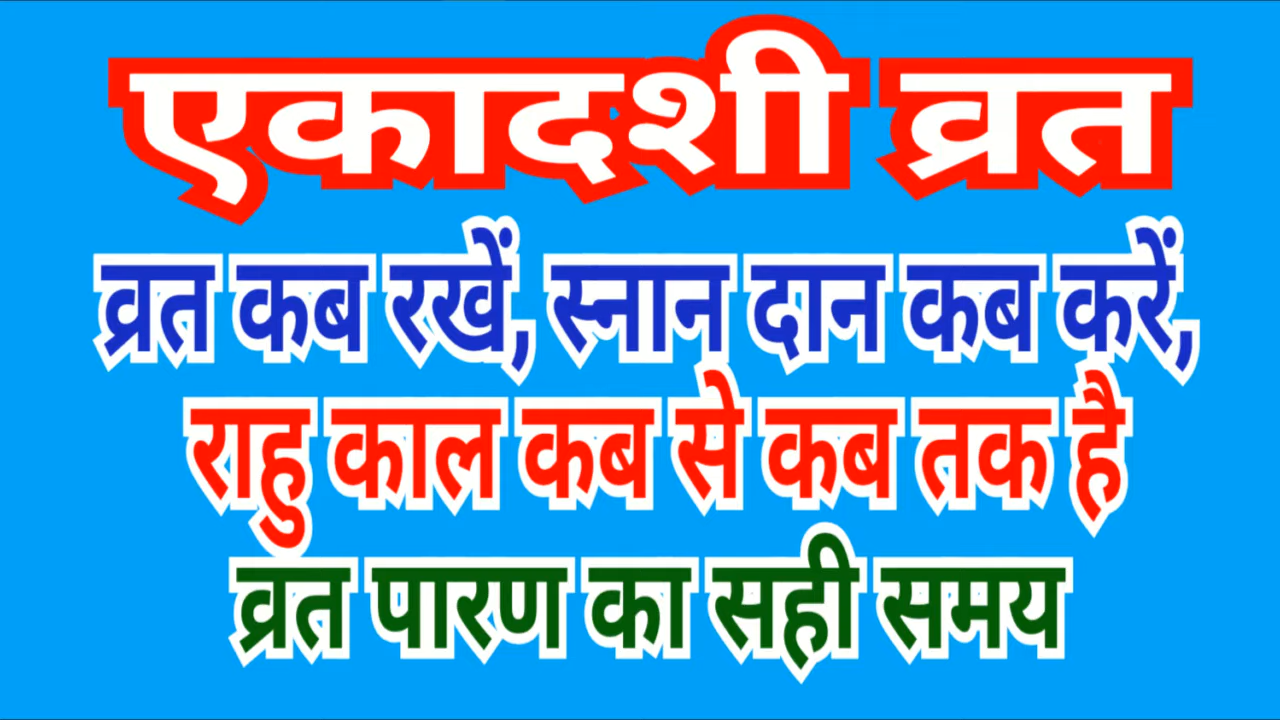 एकादशी व्रत
व्रत कब रखें, स्नान दान कब करें,
राहु काल कब से कब तक है
व्रत पारण का सही समय